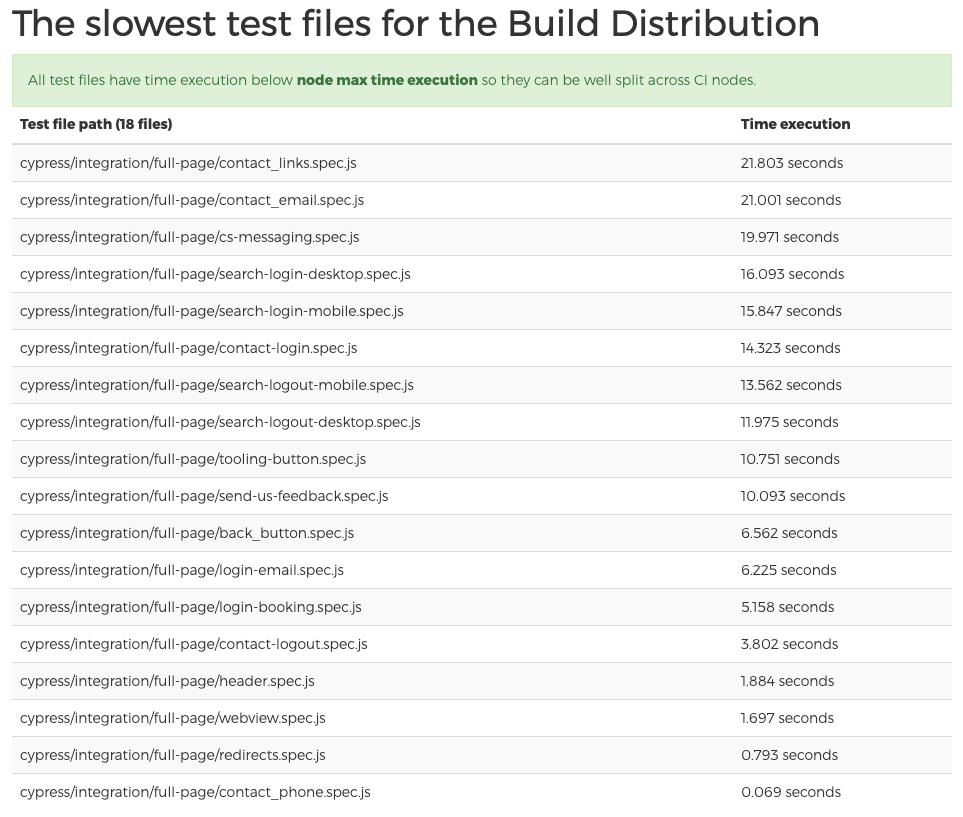 The slowest test files for the Build Distribution
All test files have time execution below node max time execution so they can be well split across CI nodes.
Test file path (18 files) Time execution
cypress/integration/full-page/contact_links.spec.js 21.803 seconds
cypress/integration/full-page/contact_email.spec.js 21.001 seconds
cypress/integration/full-page/cs-messaging.spec.js 19.971 seconds
cypress/integration/full-page/search-login-desktop.spec.js 16.093 seconds
cypress/integration/full-page/search-login-mobile.spec.js 15.847 seconds
cypress/integration/full-page/contact-login.spec.js 14.323 seconds
cypress/integration/full-page/search-logout-mobile.spec.js 13.562 seconds
cypress/integration/full-page/search-logout-desktop.spec.js 11.975 seconds
cypress/integration/full-page/tooling-button.spec.js 10.751 seconds
cypress/integration/full-page/send-us-feedback.spec.js 10.093 seconds
cypress/integration/full-page/back_button.spec.js 6.562 seconds
cypress/integration/full-page/login-email.spec.js 6.225 seconds
cypress/integration/full-page/login-booking.spec.js 5.158 seconds
cypress/integration/full-page/contact-logout.spec.js 3.802 seconds
cypress/integration/full-page/header.spec.js 1.884 seconds
cypress/integration/full-page/webview.spec.js 1.697 seconds
cypress/integration/full-page/redirects.spec.js 0.793 seconds
cypress/integration/full-page/contact_phone.spec.js 0.069 seconds